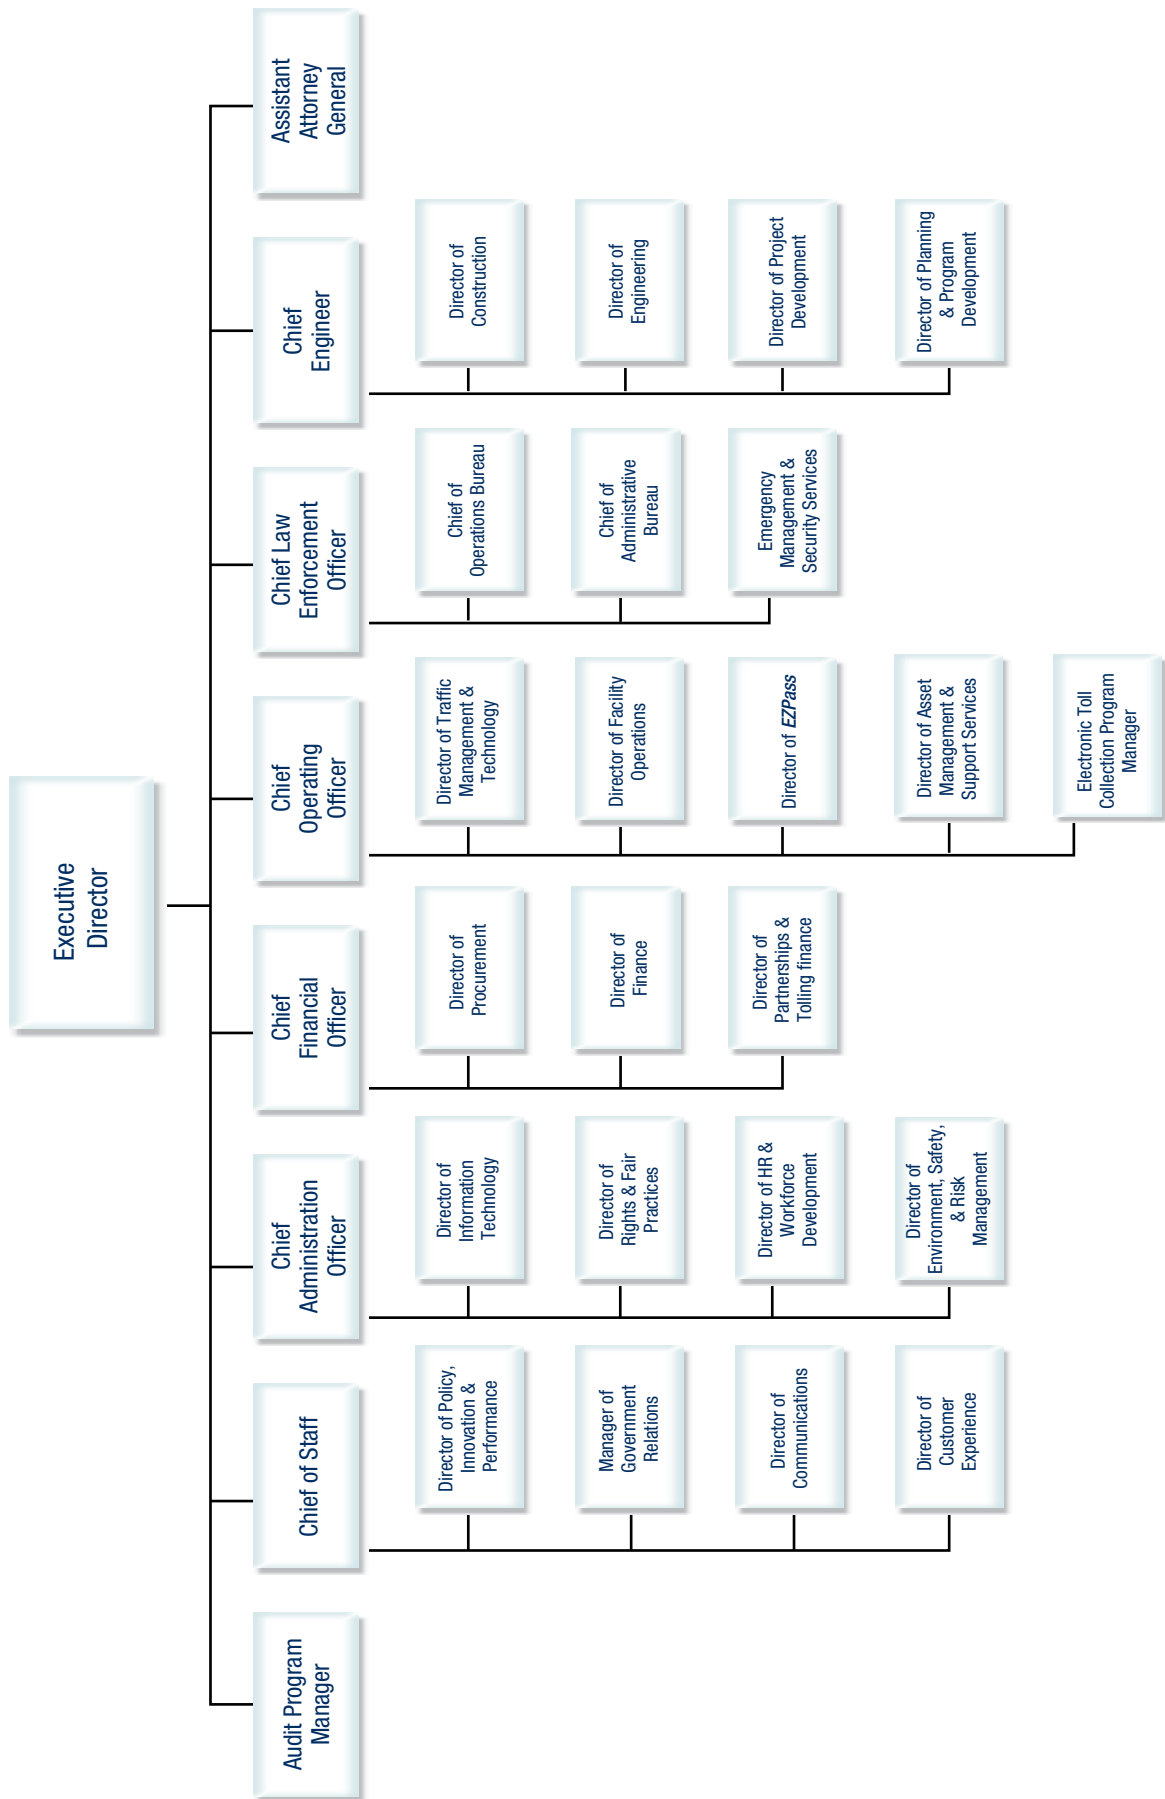 Executive
Director
Audit Program
Manager
Chief of Staff
Director of Policy,
Innovation &
Performance
Manager of
Government
Relations
Director of
Communications
Director of
Customer
Experience
Chief
Administration
Officer
Director of
Information
Technology
Director of
Rights & Fair
Practices
Director of HR &
Workforce
Development
Director of
Environment, Safety,
& Risk
Management
Chief
Financial
Officer
Director of
Procurement
Director of
Finance
Director of
Partnerships &
Tolling finance
Chief
Operating
Officer
Director of Traffic
Management &
Technology
Director of Facility
Operations
Director of EZPass
Director of Asset
Management &
Support Services
Electronic Toll
Collection Program
Manager
Chief Law
Enforcement
Officer
Chief of
Operations Bureau
Chief of
Administrative
Bureau
Emergency
Management &
Security Services
Chief
Engineer
Director of
Construction
Director of
Engineering
Director of Project
Development
Director of Planning
& Program
Development
Assistant
Attorney
General